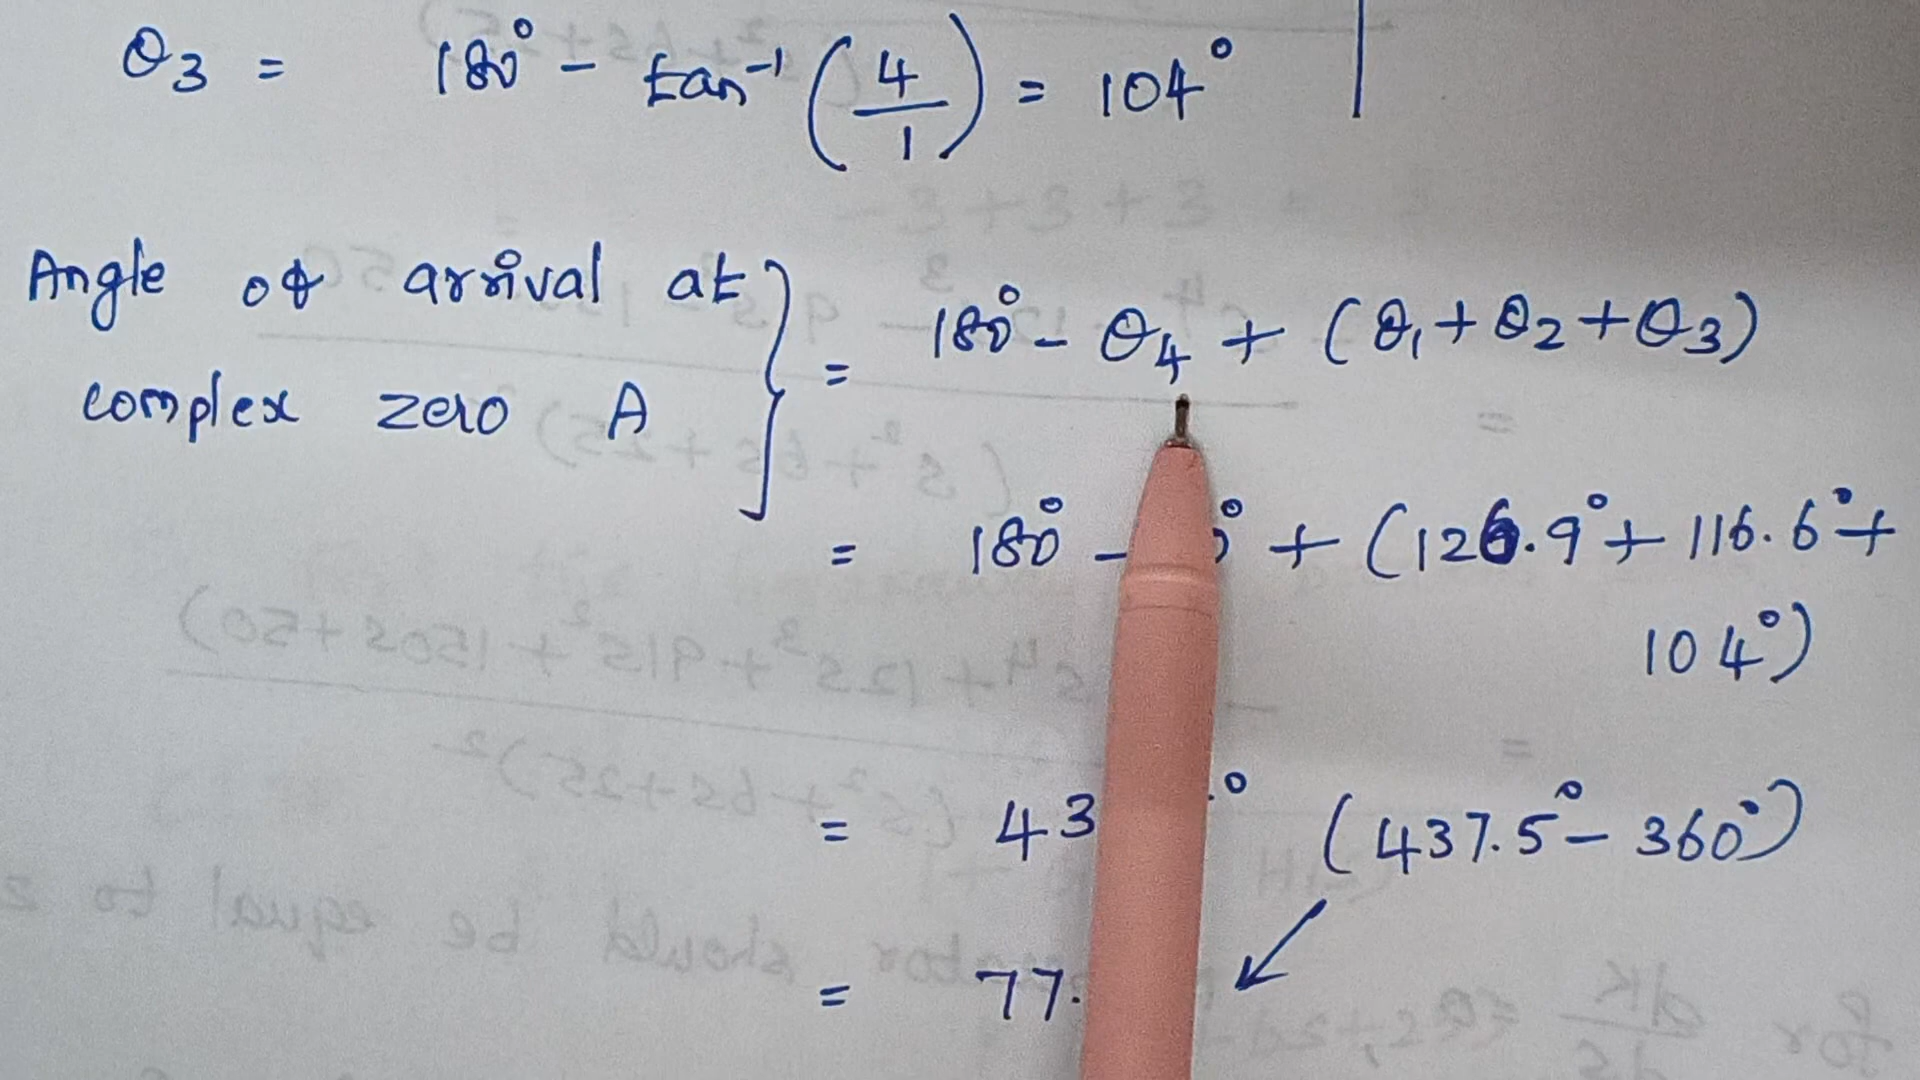 θ3 = 180° - tan⁻¹ (4/1) = 104°
Angle of arrival at complex zero A } = 180° - θ4 + (θ1 + θ2 + θ3)
= 180° - ° + (126.9° + 116.6° +
104°)
= 43 .° (437.5° - 360°)
= 77.